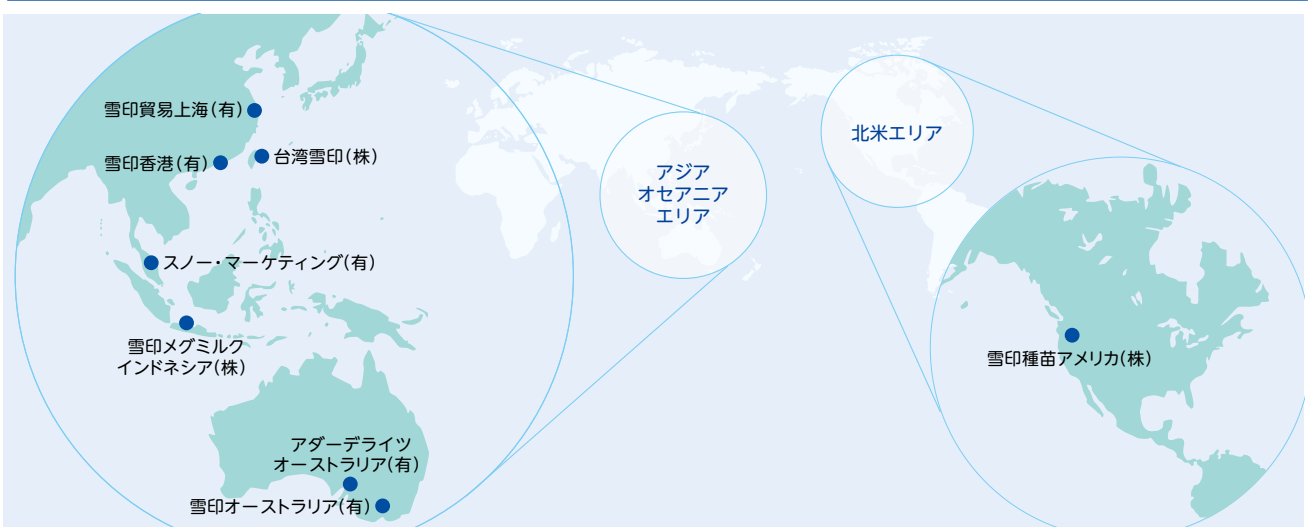 雪印貿易上海(有)
雪印香港(有)
台湾雪印(株)
スノー・マーケティング(有)
雪印メグミルク
インドネシア(株)
アダーデライツ
オーストラリア(有)
雪印オーストラリア(有)
アジア
オセアニア
エリア
北米エリア
雪印種苗アメリカ(株)